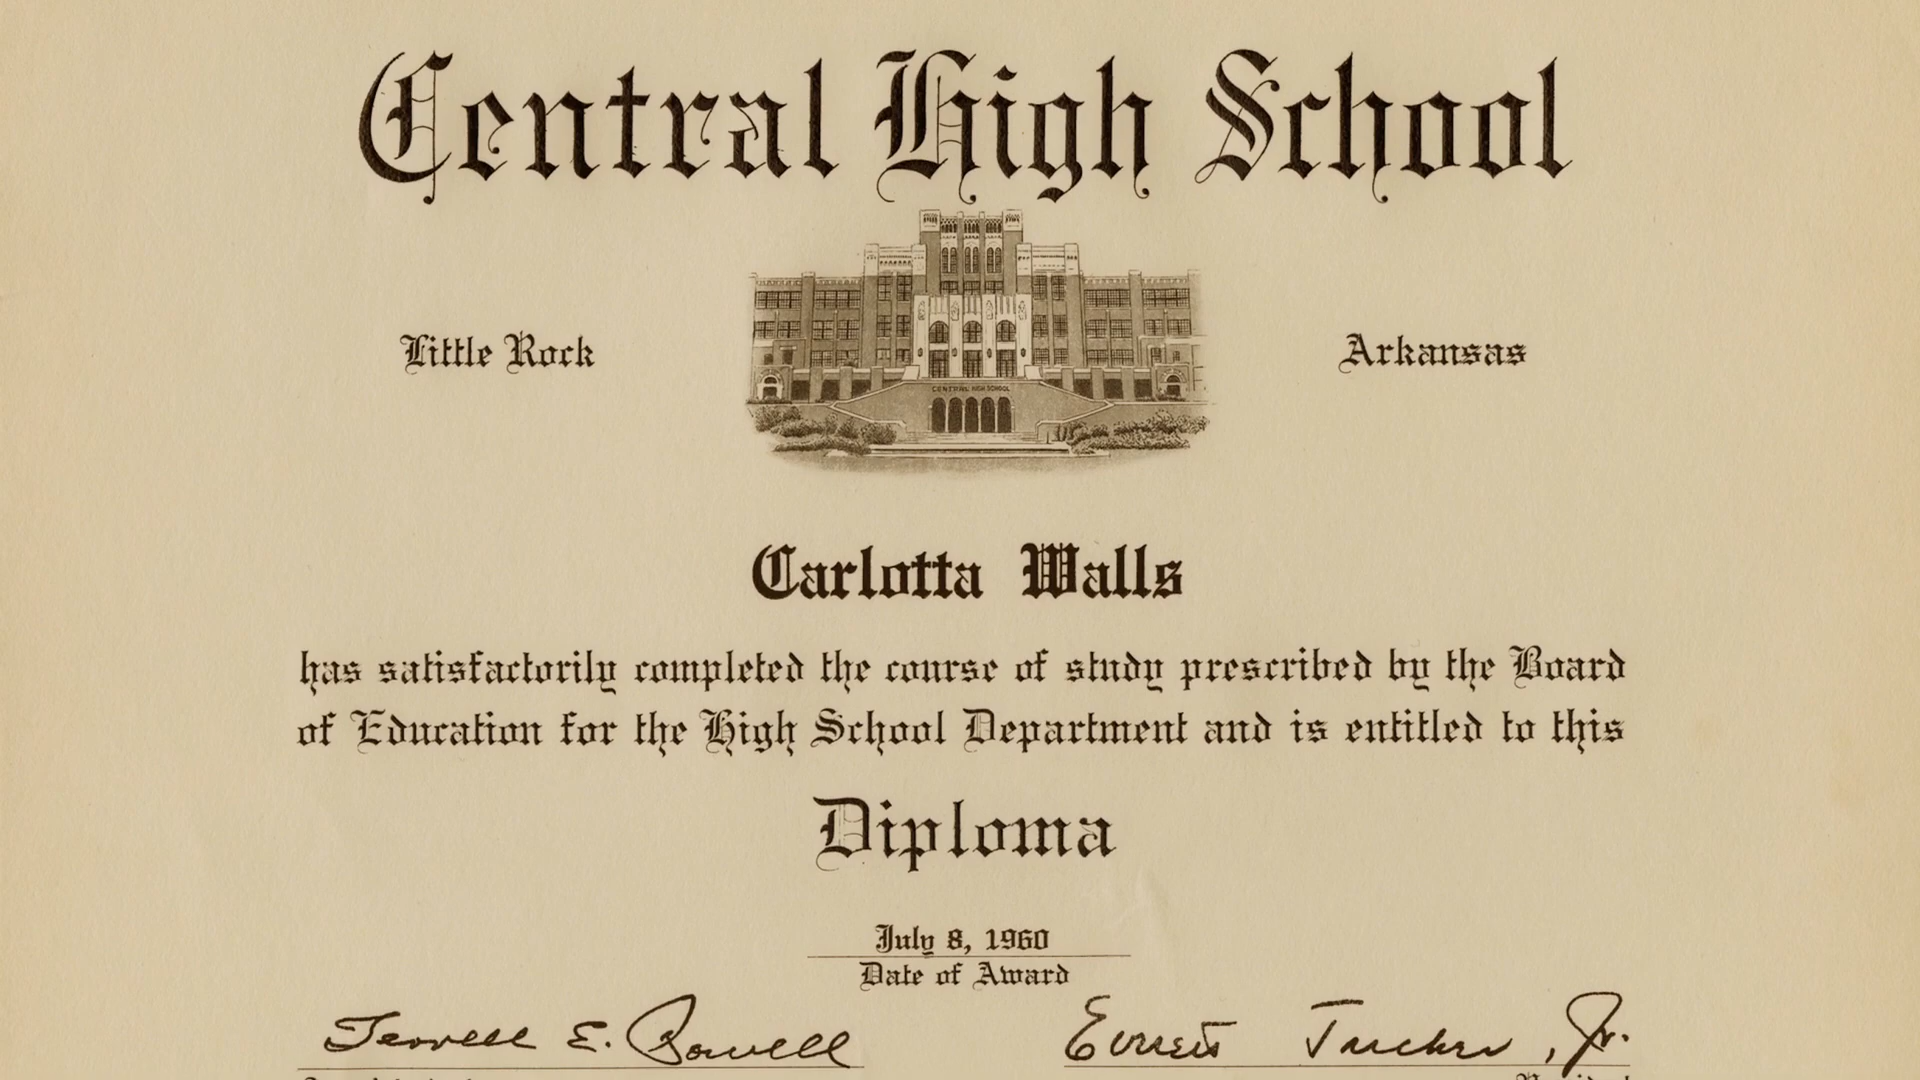 Central High School
CENTRAL HIGH SCHOOL
Little Rock Arkansas
Carlotta Walls
has satisfactorily completed the course of study prescribed by the Board
of Education for the High School Department and is entitled to this
Diploma
July 8, 1960
Date of Award
Terrell E. Powell Everett Tucker, Jr.